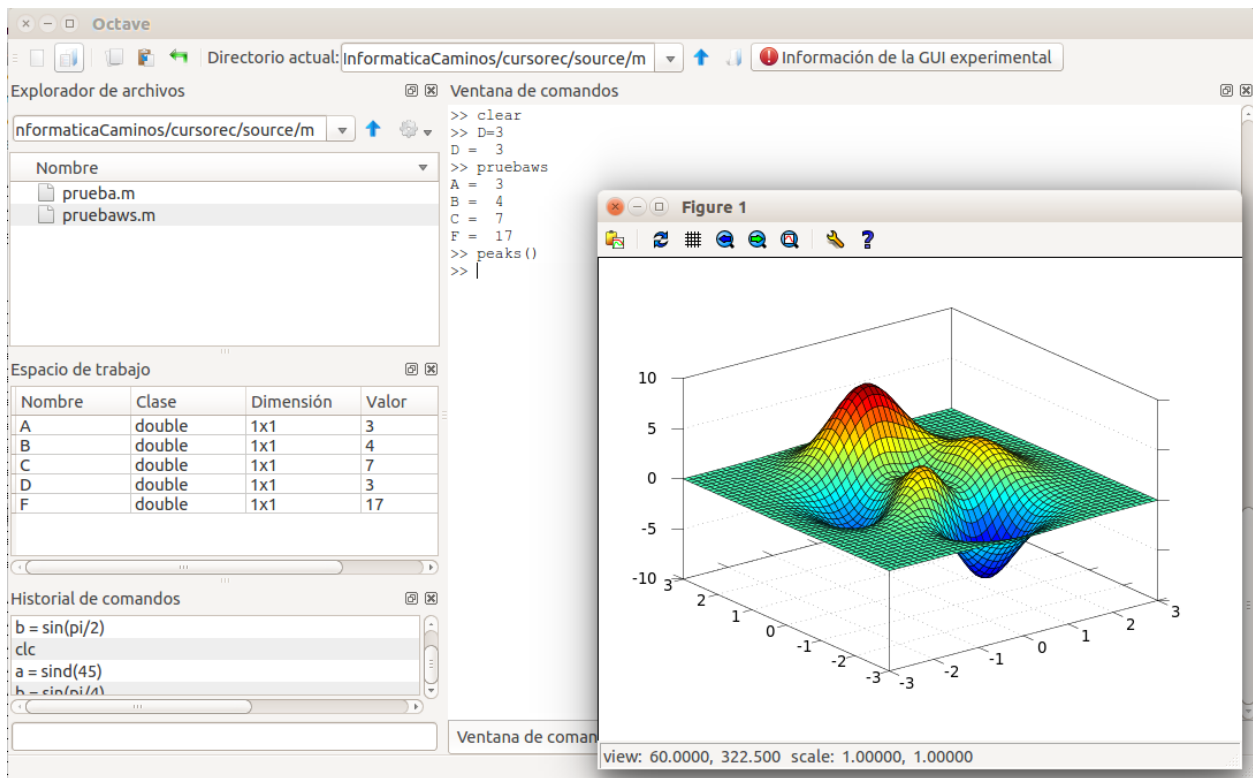 Octave
Directorio actual: InformaticaCaminos/cursorec/source/m Información de la GUI experimental
Explorador de archivos
nformaticaCaminos/cursorec/source/m
Nombre
prueba.m
pruebaws.m
Espacio de trabajo
Nombre Clase Dimensión Valor
A double 1x1 3
B double 1x1 4
C double 1x1 7
D double 1x1 3
F double 1x1 17
Historial de comandos
b = sin(pi/2)
clc
a = sind(45)
b = sin(pi/4)
Ventana de comandos
>> clear
>> D=3
D = 3
>> pruebaws
A = 3
B = 4
C = 7
F = 17
>> peaks()
>>
Ventana de coman
Figure 1
10
5
0
-5
-10
3
2
1
0
-1
-2
-3
-3
-2
-1
0
1
2
3
view: 60.0000, 322.500 scale: 1.00000, 1.00000